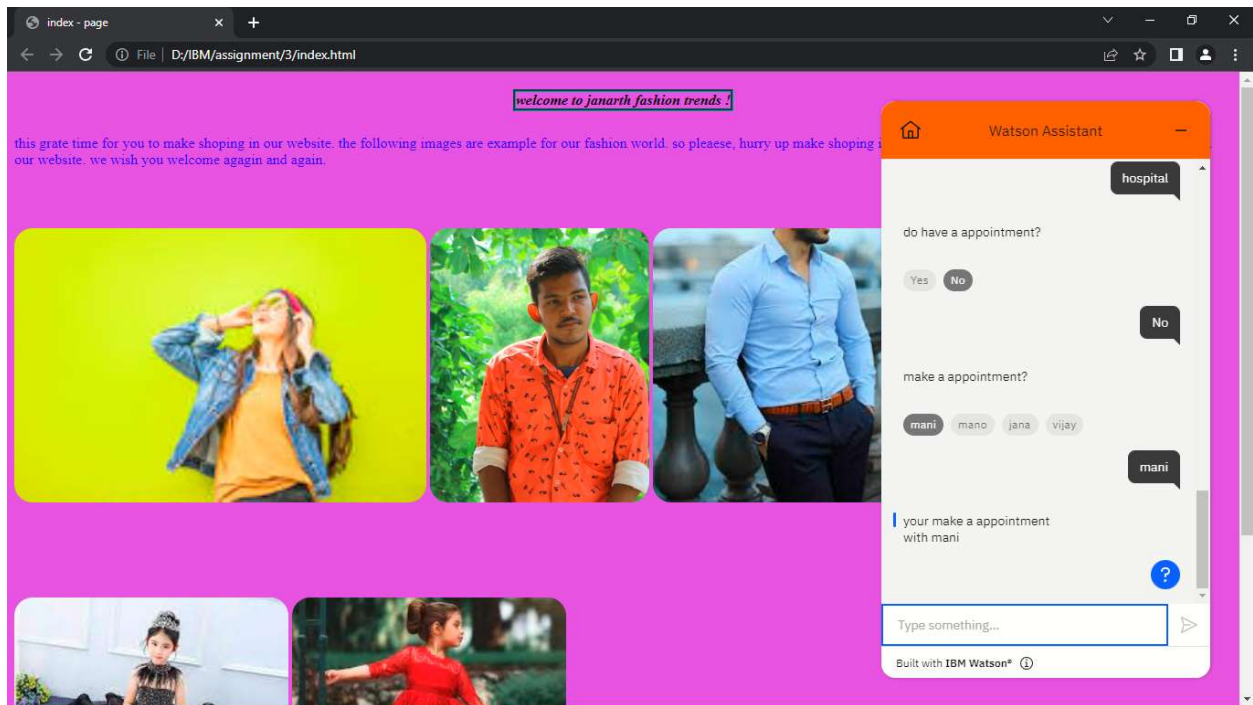 index - page
File | D:/IBM/assignment/3/index.html
welcome to janarth fashion trends !
this grate time for you to make shoping in our website. the following images are example for our fashion world. so pleaese, hurry up make shoping
our website. we wish you welcome agagin and again.
Watson Assistant
hospital
do have a appointment?
Yes No
No
make a appointment?
mani mano jana vijay
mani
your make a appointment
with mani
?
Type something...
Built with IBM Watson®